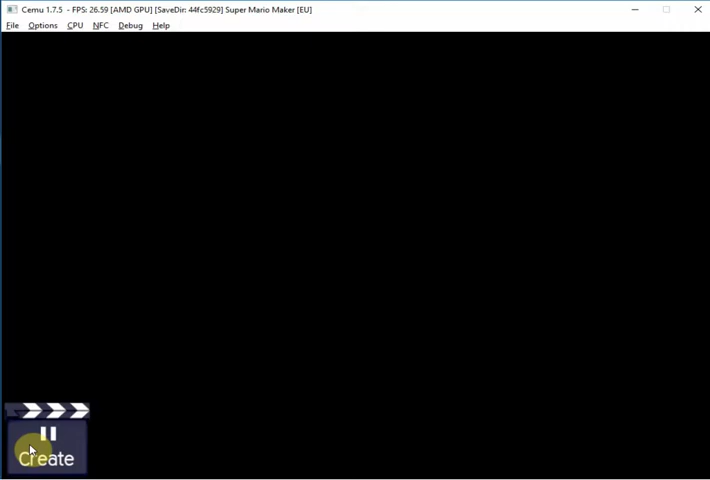 Cemu 1.7.5 - FPS: 26.59 [AMD GPU] [SaveDir: 44fc5929] Super Mario Maker [EU]
File Options CPU NFC Debug Help
Create